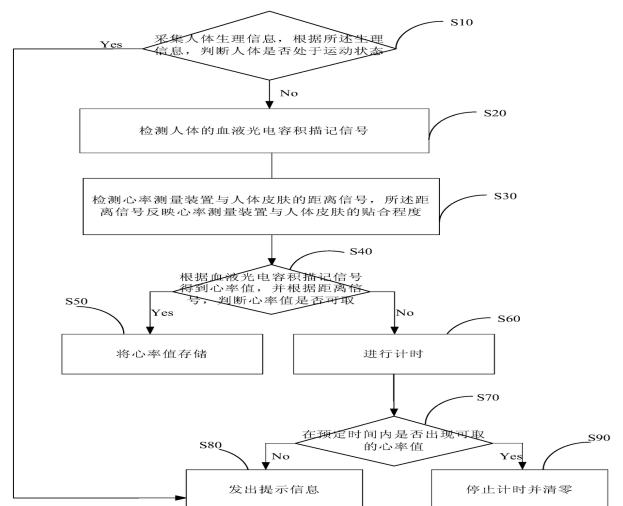 S10
采集人体生理信息，根据所述生理
信息，判断人体是否处于运动状态
Yes
No
S20
检测人体的血液光电容积描记信号
S30
检测心率测量装置与人体皮肤的距离信号，所述距
离信号反映心率测量装置与人体皮肤的贴合程度
S40
根据血液光电容积描记信号
得到心率值，并根据距离信
号，判断心率值是否可取
S50
Yes
No
S60
将心率值存储
进行计时
S70
在预定时间内是否出现可取
的心率值
S80
No
Yes
S90
发出提示信息
停止计时并清零